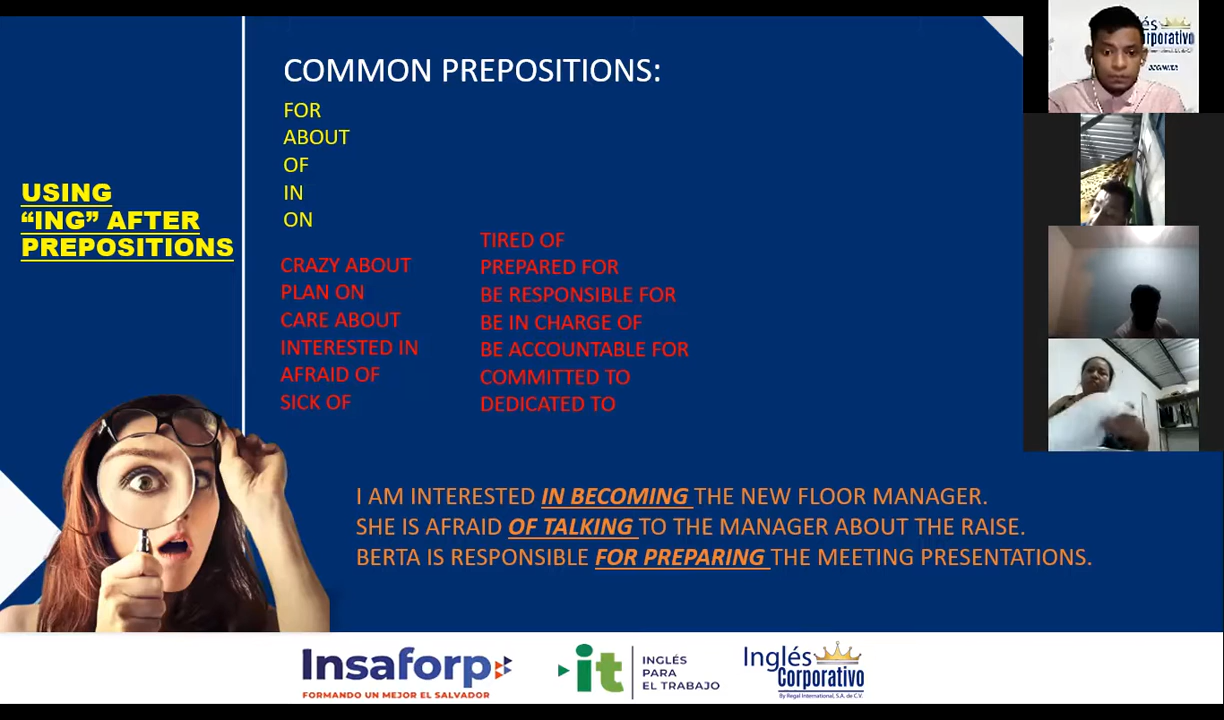 COMMON PREPOSITIONS:
FOR
ABOUT
OF
IN
ON
USING
“ING” AFTER
PREPOSITIONS
CRAZY ABOUT
PLAN ON
CARE ABOUT
INTERESTED IN
AFRAID OF
SICK OF
TIRED OF
PREPARED FOR
BE RESPONSIBLE FOR
BE IN CHARGE OF
BE ACCOUNTABLE FOR
COMMITTED TO
DEDICATED TO
I AM INTERESTED IN BECOMING THE NEW FLOOR MANAGER.
SHE IS AFRAID OF TALKING TO THE MANAGER ABOUT THE RAISE.
BERTA IS RESPONSIBLE FOR PREPARING THE MEETING PRESENTATIONS.
Insaforp
FORMANDO UN MEJOR EL SALVADOR
it
INGLÉS
PARA
EL TRABAJO
Inglés
Corporativo
By Regal International, S.A. de C.V.